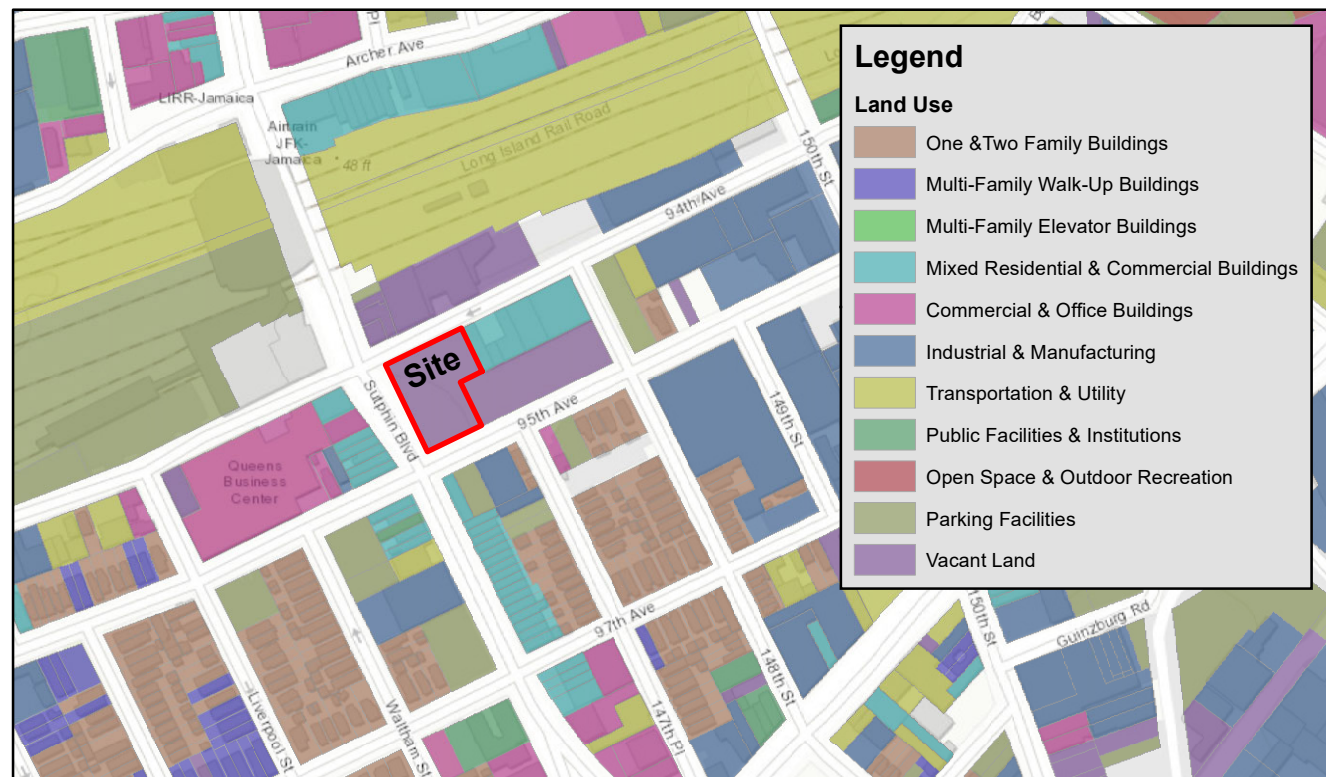 Archer Ave
Pl
LIRR-Jamaica
Airtrain
JFK-
Jamaica
48 ft
Long Island Rail Road
150th St
94th Ave
Site
Sutphin Blvd
95th Ave
149th St
Queens
Business
Center
97th Ave
148th St
147th Pl
Liverpool St
Waltham St
150th St
Guinzburg Rd
Legend
Land Use
One &Two Family Buildings
Multi-Family Walk-Up Buildings
Multi-Family Elevator Buildings
Mixed Residential & Commercial Buildings
Commercial & Office Buildings
Industrial & Manufacturing
Transportation & Utility
Public Facilities & Institutions
Open Space & Outdoor Recreation
Parking Facilities
Vacant Land